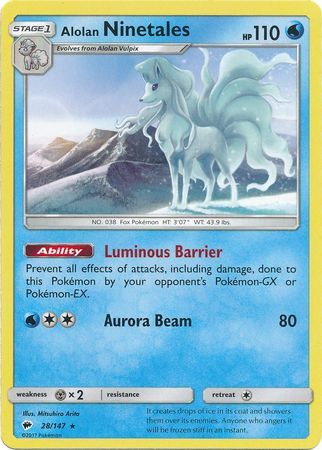 STAGE1
Alolan Ninetales
HP 110
Evolves from Alolan Vulpix
NO. 038 Fox Pokémon HT: 3'07" WT: 43.9 lbs.
Ability Luminous Barrier
Prevent all effects of attacks, including damage, done to
this Pokémon by your opponent's Pokémon-GX or
Pokémon-EX.
Aurora Beam 80
weakness ×2 resistance retreat
Illus. Mitsuhiro Arita
28/147 ★
©2017 Pokémon
It creates drops of ice in its coat and showers
them over its enemies. Anyone who angers it
will be frozen stiff in an instant.